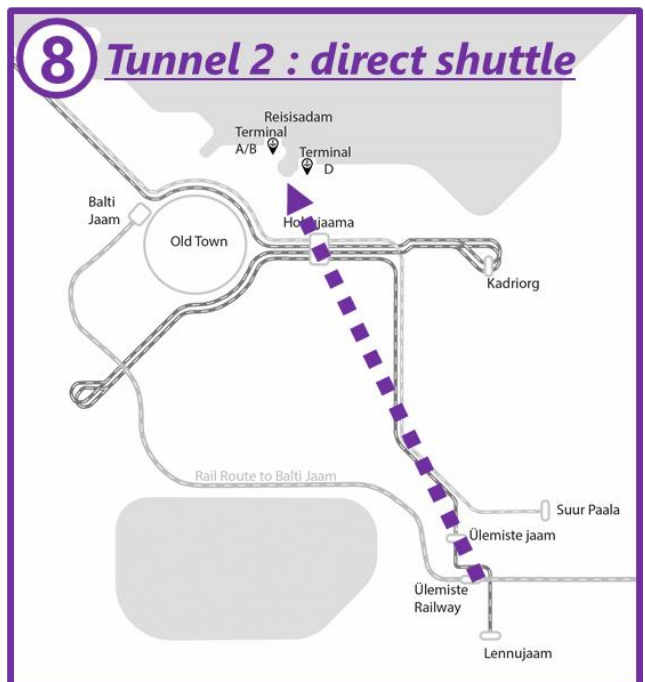 8 Tunnel 2 : direct shuttle
Reisisadam
Terminal
A/B
Terminal
D
Balti
Jaam
Old Town
Kadriorg
Rail Route to Balti Jaam
Suur Paala
Ülemiste jaam
Ülemiste
Railway
Lennujaam